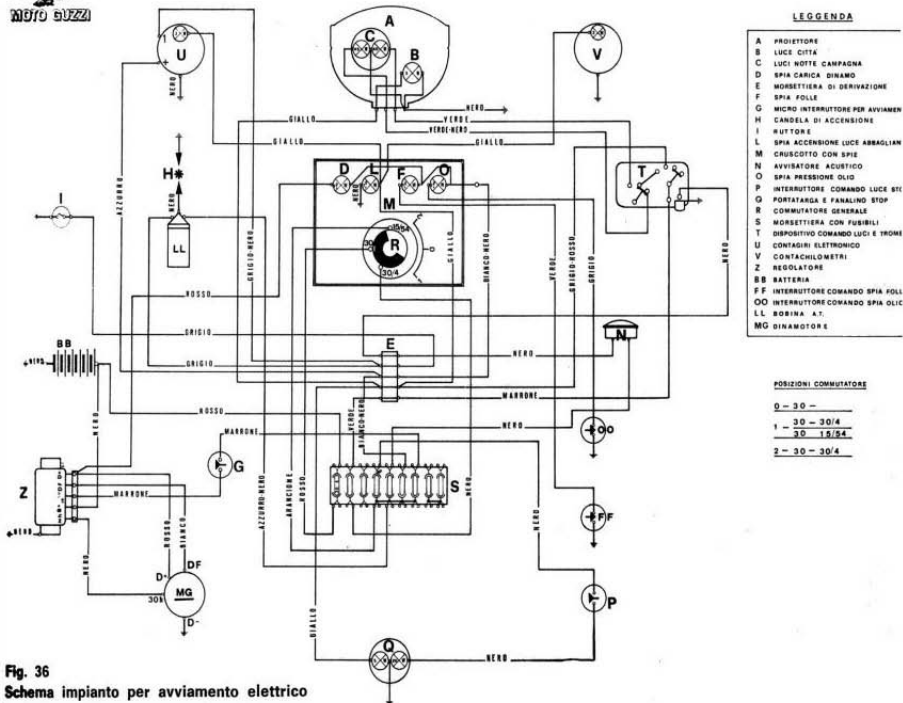 MOTO GUZZI
A
U
C
B
V
NERO
GIALLO
VERDE
VERDE-NERO
GIALLO
GIALLO
NERO
AZZURRO
H
NERO
LL
I
D
L
F
O
M
R
15/54
30
30/4
T
ROSSO
GRIGIO-NERO
GIALLO
BIANCO-NERO
VERDE
GRIGIO-ROSSO
GRIGIO
NERO
GRIGIO
GRIGIO
E
NERO
N
MARRONE
BB
NERO
ROSSO
VERDE
BIANCO-NERO
NERO
OO
MARRONE
G
NERO
Z
MARRONE
AZZURRO-NERO
ARANCIONE
ROSSO
S
NERO
NERO
FF
NERO
NERO
ROSSO
BIANCO
D+
DF
MG
30
D-
GIALLO
P
Q
NERO
LEGGENDA
A PROIETTORE
B LUCE CITTÀ
C LUCI NOTTE CAMPAGNA
D SPIA CARICA DINAMO
E MORSETTIERA DI DERIVAZIONE
F SPIA FOLLE
G MICRO INTERRUTTORE PER AVVIAMEN
H CANDELA DI ACCENSIONE
I RUTTORE
L SPIA ACCENSIONE LUCE ABBAGLIAN
M CRUSCOTTO CON SPIE
N AVVISATORE ACUSTICO
O SPIA PRESSIONE OLIO
P INTERRUTTORE COMANDO LUCE STO
Q PORTATARGA E FANALINO STOP
R COMMUTATORE GENERALE
S MORSETTIERA CON FUSIBILI
T DISPOSITIVO COMANDO LUCI E TROMB
U CONTAGIRI ELETTRONICO
V CONTACHILOMETRI
Z REGOLATORE
BB BATTERIA
FF INTERRUTTORE COMANDO SPIA FOLL
OO INTERRUTTORE COMANDO SPIA OLIO
LL BOBINA A.T.
MG DINAMOTORE
POSIZIONI COMMUTATORE
0 – 30 –
1 – 30 – 30/4
30 15/54
2 – 30 – 30/4
Fig. 36
Schema impianto per avviamento elettrico